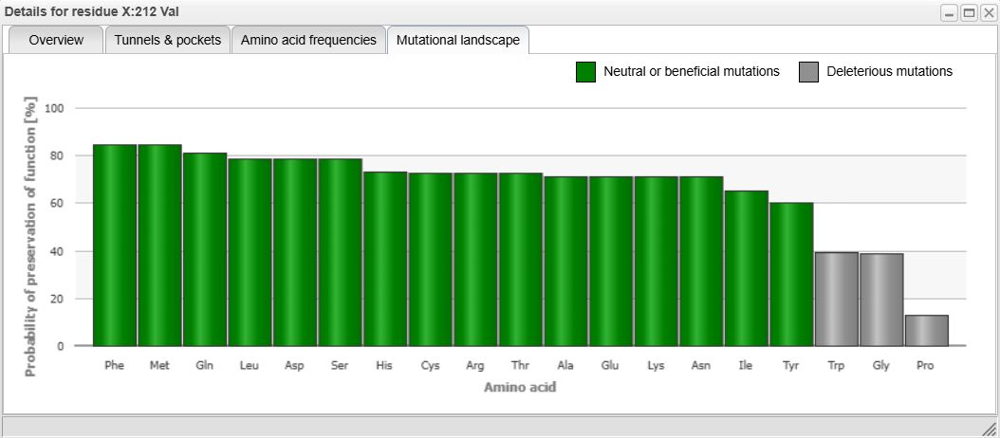 Details for residue X:212 Val
Overview Tunnels & pockets Amino acid frequencies Mutational landscape
Neutral or beneficial mutations Deleterious mutations
Probability of preservation of function [%]
100
80
60
40
20
0
Phe Met Gln Leu Asp Ser His Cys Arg Thr Ala Glu Lys Asn Ile Tyr Trp Gly Pro
Amino acid